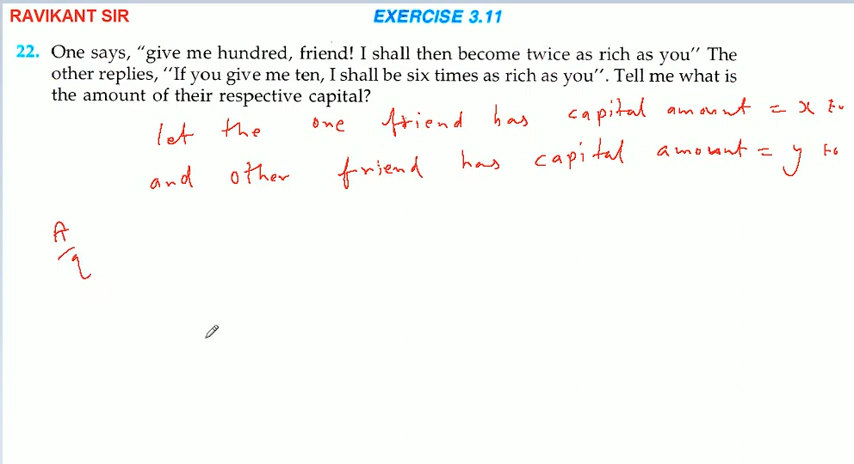 RAVIKANT SIR EXERCISE 3.11
22. One says, “give me hundred, friend! I shall then become twice as rich as you” The
other replies, “If you give me ten, I shall be six times as rich as you”. Tell me what is
the amount of their respective capital?
let the one friend has capital amount = x
and other friend has capital amount = y
A/q